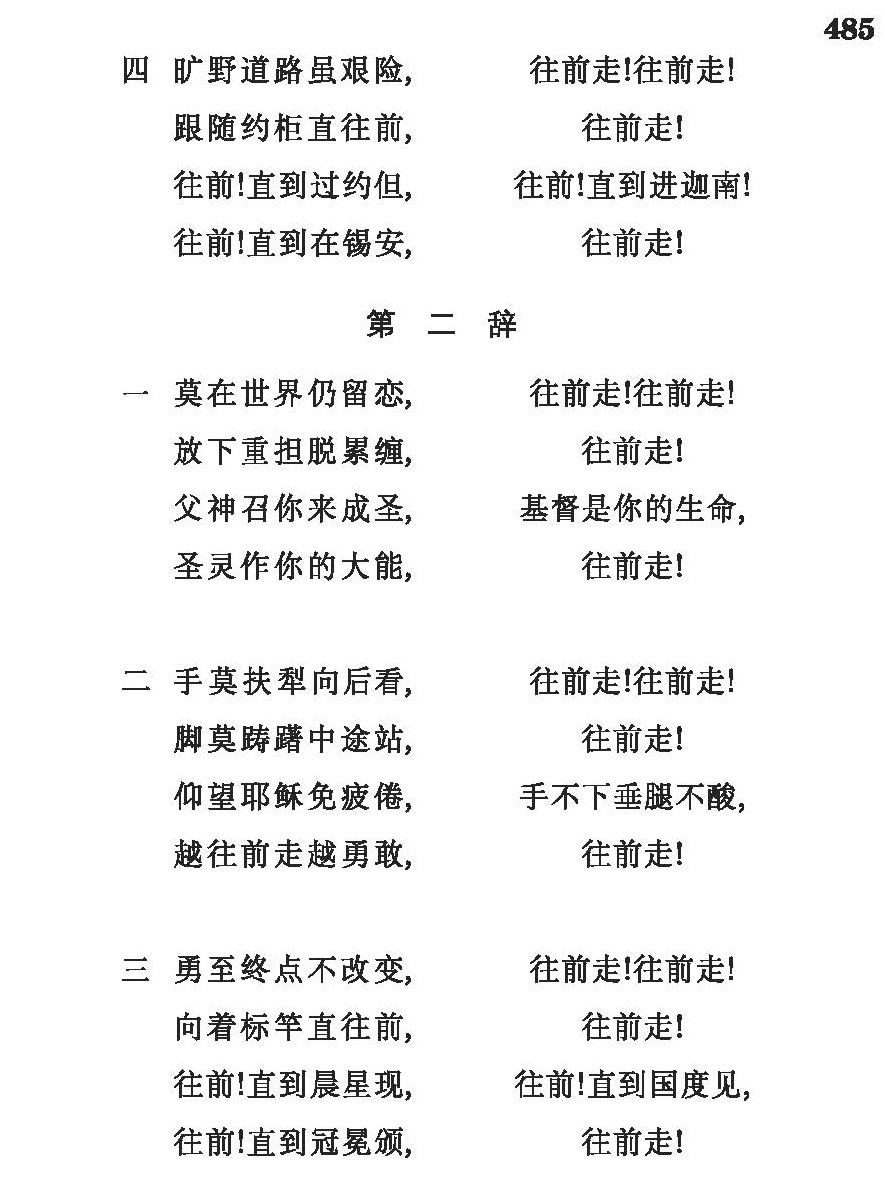 485
四 旷野道路虽艰险, 往前走!往前走!
跟随约柜直往前, 往前走!
往前!直到过约但, 往前!直到进迦南!
往前!直到在锡安, 往前走!
第 二 辞
一 莫在世界仍留恋, 往前走!往前走!
放下重担脱累缠, 往前走!
父神召你来成圣, 基督是你的生命,
圣灵作你的大能, 往前走!
二 手莫扶犁向后看, 往前走!往前走!
脚莫踌躇中途站, 往前走!
仰望耶稣免疲倦, 手不下垂腿不酸,
越往前走越勇敢, 往前走!
三 勇至终点不改变, 往前走!往前走!
向着标竿直往前, 往前走!
往前!直到晨星现, 往前!直到国度见,
往前!直到冠冕颁, 往前走!